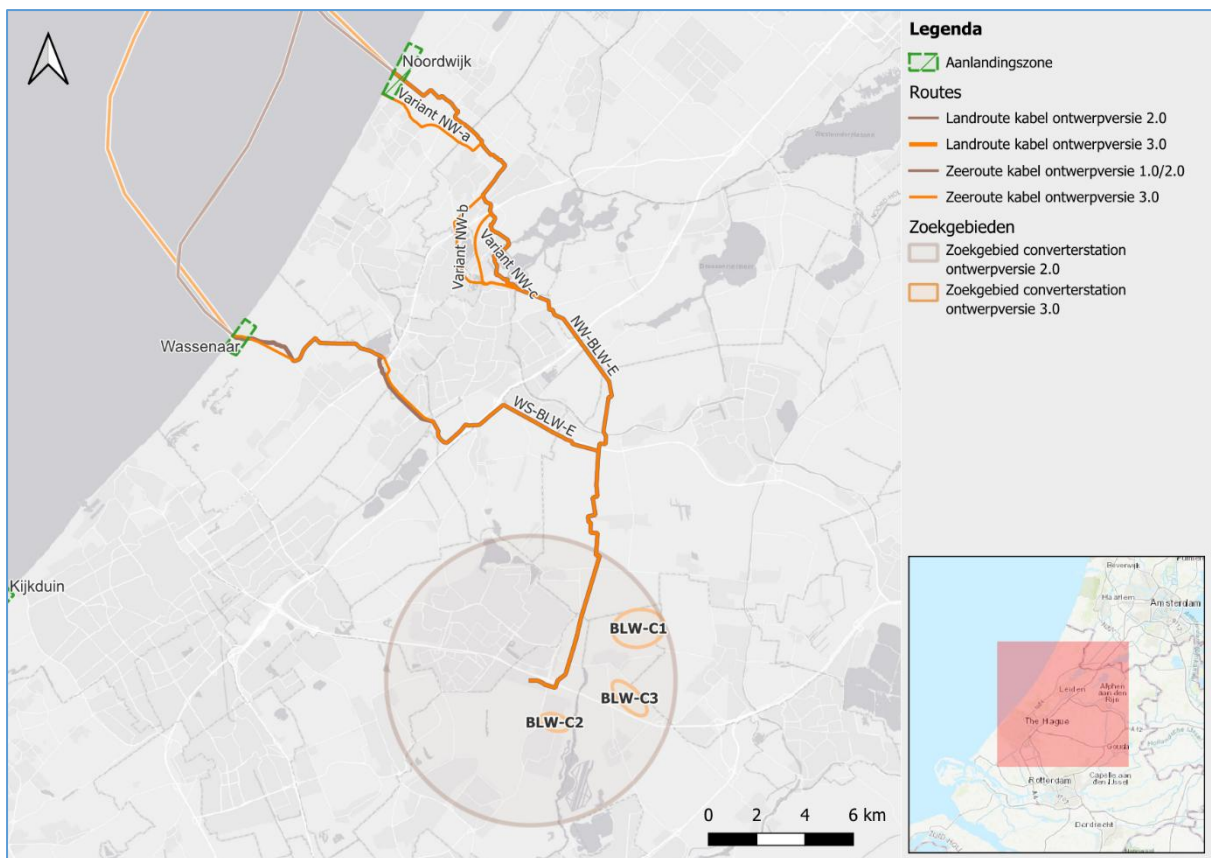 Noordwijk
Variant NW-a
Variant NW-b
Variant NW-c
NW-BLW-E
Wassenaar
WS-BLW-E
Kijkduin
BLW-C1
BLW-C3
BLW-C2
0 2 4 6 km
Legenda
Aanlandingszone
Routes
Landroute kabel ontwerpversie 2.0
Landroute kabel ontwerpversie 3.0
Zeeroute kabel ontwerpversie 1.0/2.0
Zeeroute kabel ontwerpversie 3.0
Zoekgebieden
Zoekgebied converterstation
ontwerpversie 2.0
Zoekgebied converterstation
ontwerpversie 3.0
Beverwijk
Haarlem
Amsterdam
Leiden
Alphen
aan den
Rijn
The Hague
Gouda
Rotterdam
Capelle aan
den IJssel
Dordrecht